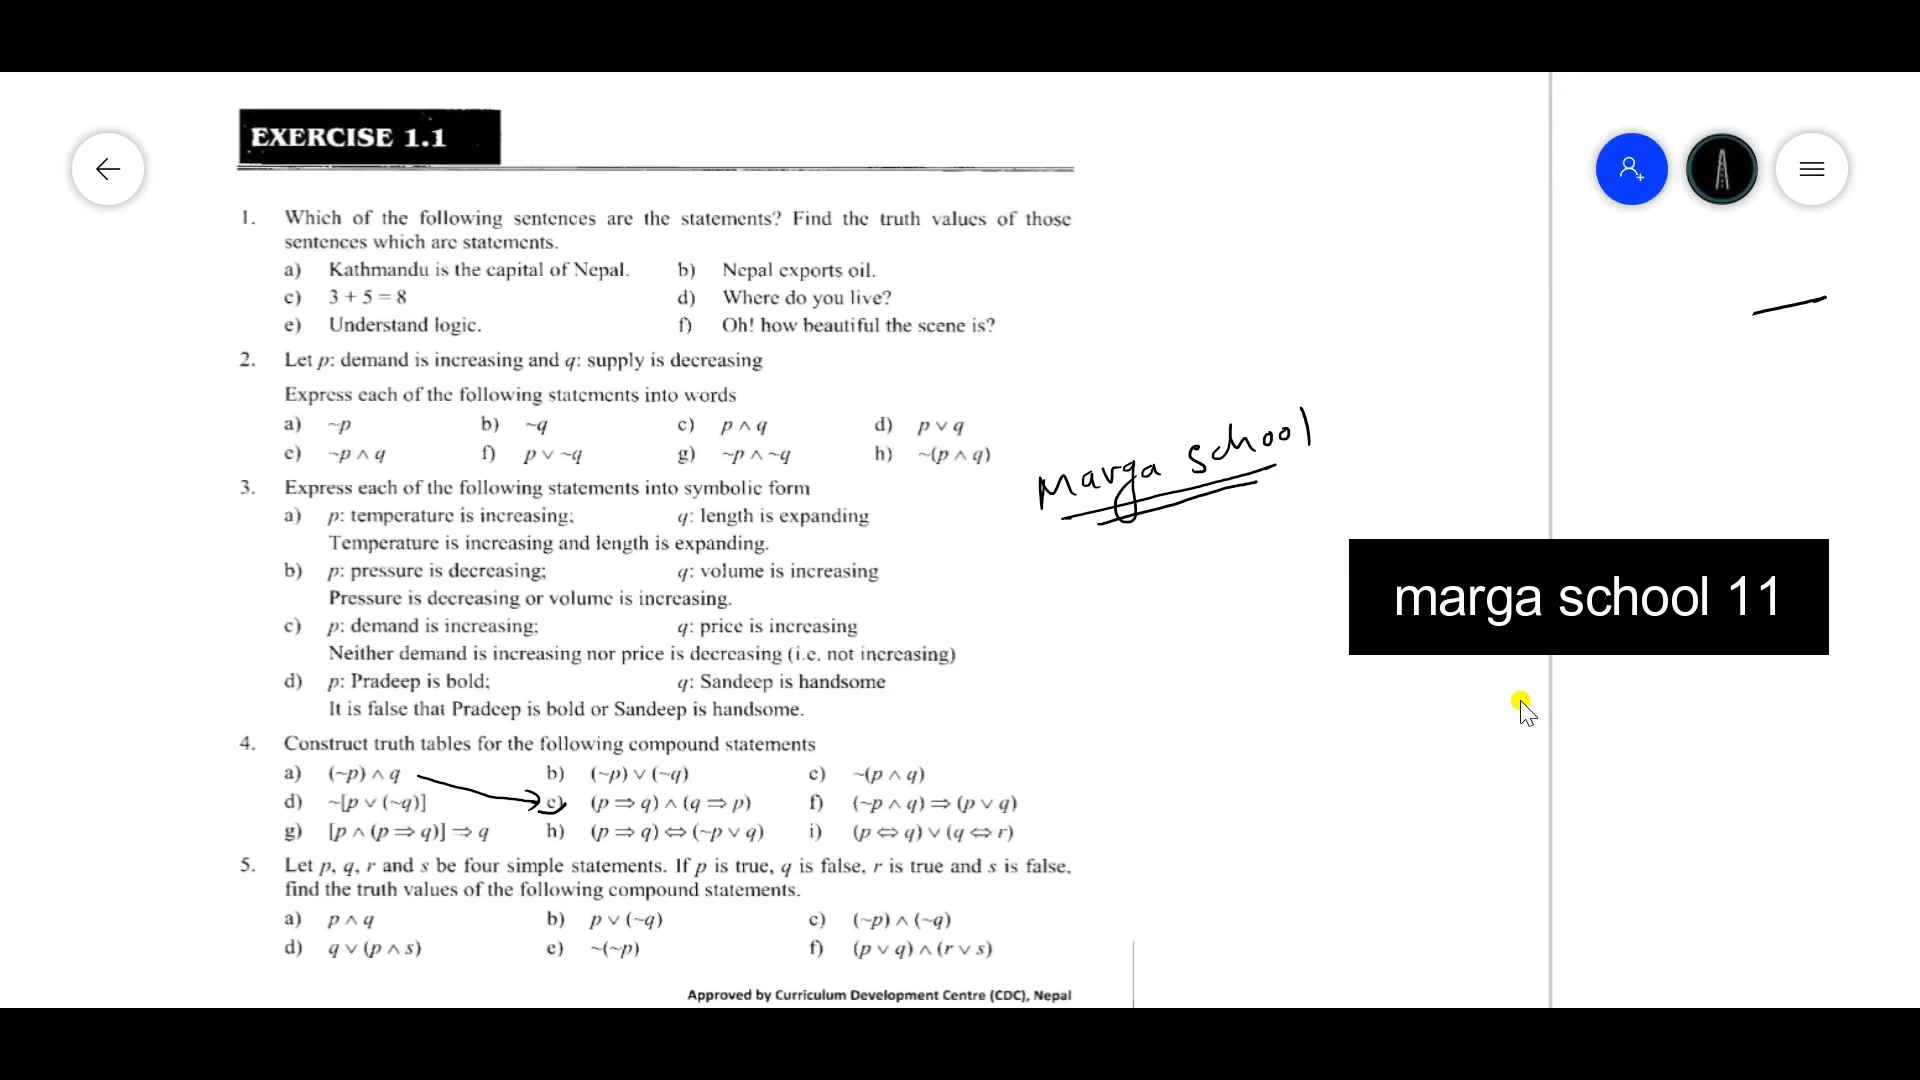 EXERCISE 1.1
1. Which of the following sentences are the statements? Find the truth values of those
sentences which are statements.
a) Kathmandu is the capital of Nepal. b) Nepal exports oil.
c) 3 + 5 = 8 d) Where do you live?
e) Understand logic. f) Oh! how beautiful the scene is?
2. Let p: demand is increasing and q: supply is decreasing
Express each of the following statements into words
a) ~p b) ~q c) p ∧ q d) p ∨ q
e) ~p ∧ q f) p ∨ ~q g) ~p ∧ ~q h) ~(p ∧ q)
marga school
3. Express each of the following statements into symbolic form
a) p: temperature is increasing; q: length is expanding
Temperature is increasing and length is expanding.
b) p: pressure is decreasing; q: volume is increasing
Pressure is decreasing or volume is increasing.
marga school 11
c) p: demand is increasing; q: price is increasing
Neither demand is increasing nor price is decreasing (i.e. not increasing)
d) p: Pradeep is bold; q: Sandeep is handsome
It is false that Pradeep is bold or Sandeep is handsome.
4. Construct truth tables for the following compound statements
a) (~p) ∧ q b) (~p) ∨ (~q) c) ~(p ∧ q)
d) ~[p ∨ (~q)] e) (p ⇒ q) ∧ (q ⇒ p) f) (~p ∧ q) ⇒ (p ∨ q)
g) [p ∧ (p ⇒ q)] ⇒ q h) (p ⇒ q) ⇔ (~p ∨ q) i) (p ⇔ q) ∨ (q ⇔ r)
5. Let p, q, r and s be four simple statements. If p is true, q is false, r is true and s is false,
find the truth values of the following compound statements.
a) p ∧ q b) p ∨ (~q) c) (~p) ∧ (~q)
d) q ∨ (p ∧ s) e) ~(~p) f) (p ∨ q) ∧ (r ∨ s)
Approved by Curriculum Development Centre (CDC), Nepal